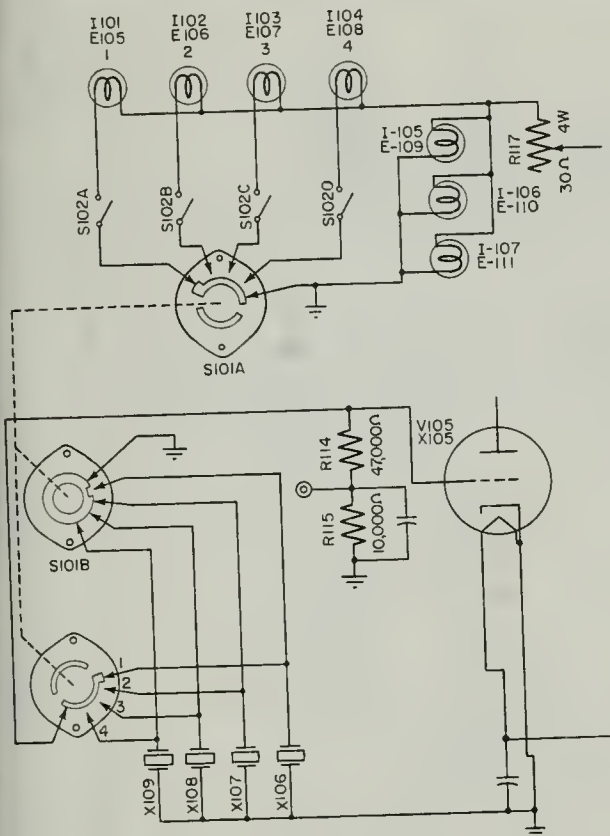 I101
E105
1
I102
E106
2
I103
E107
3
I104
E108
4
I-105
E-109
I-106
E-110
I-107
E-111
R117
30Ω
4W
S102A
S102B
S102C
S102D
S101A
V105
X105
R114
47,000Ω
R115
10,000Ω
S101B
1
2
3
4
X109
X108
X107
X106